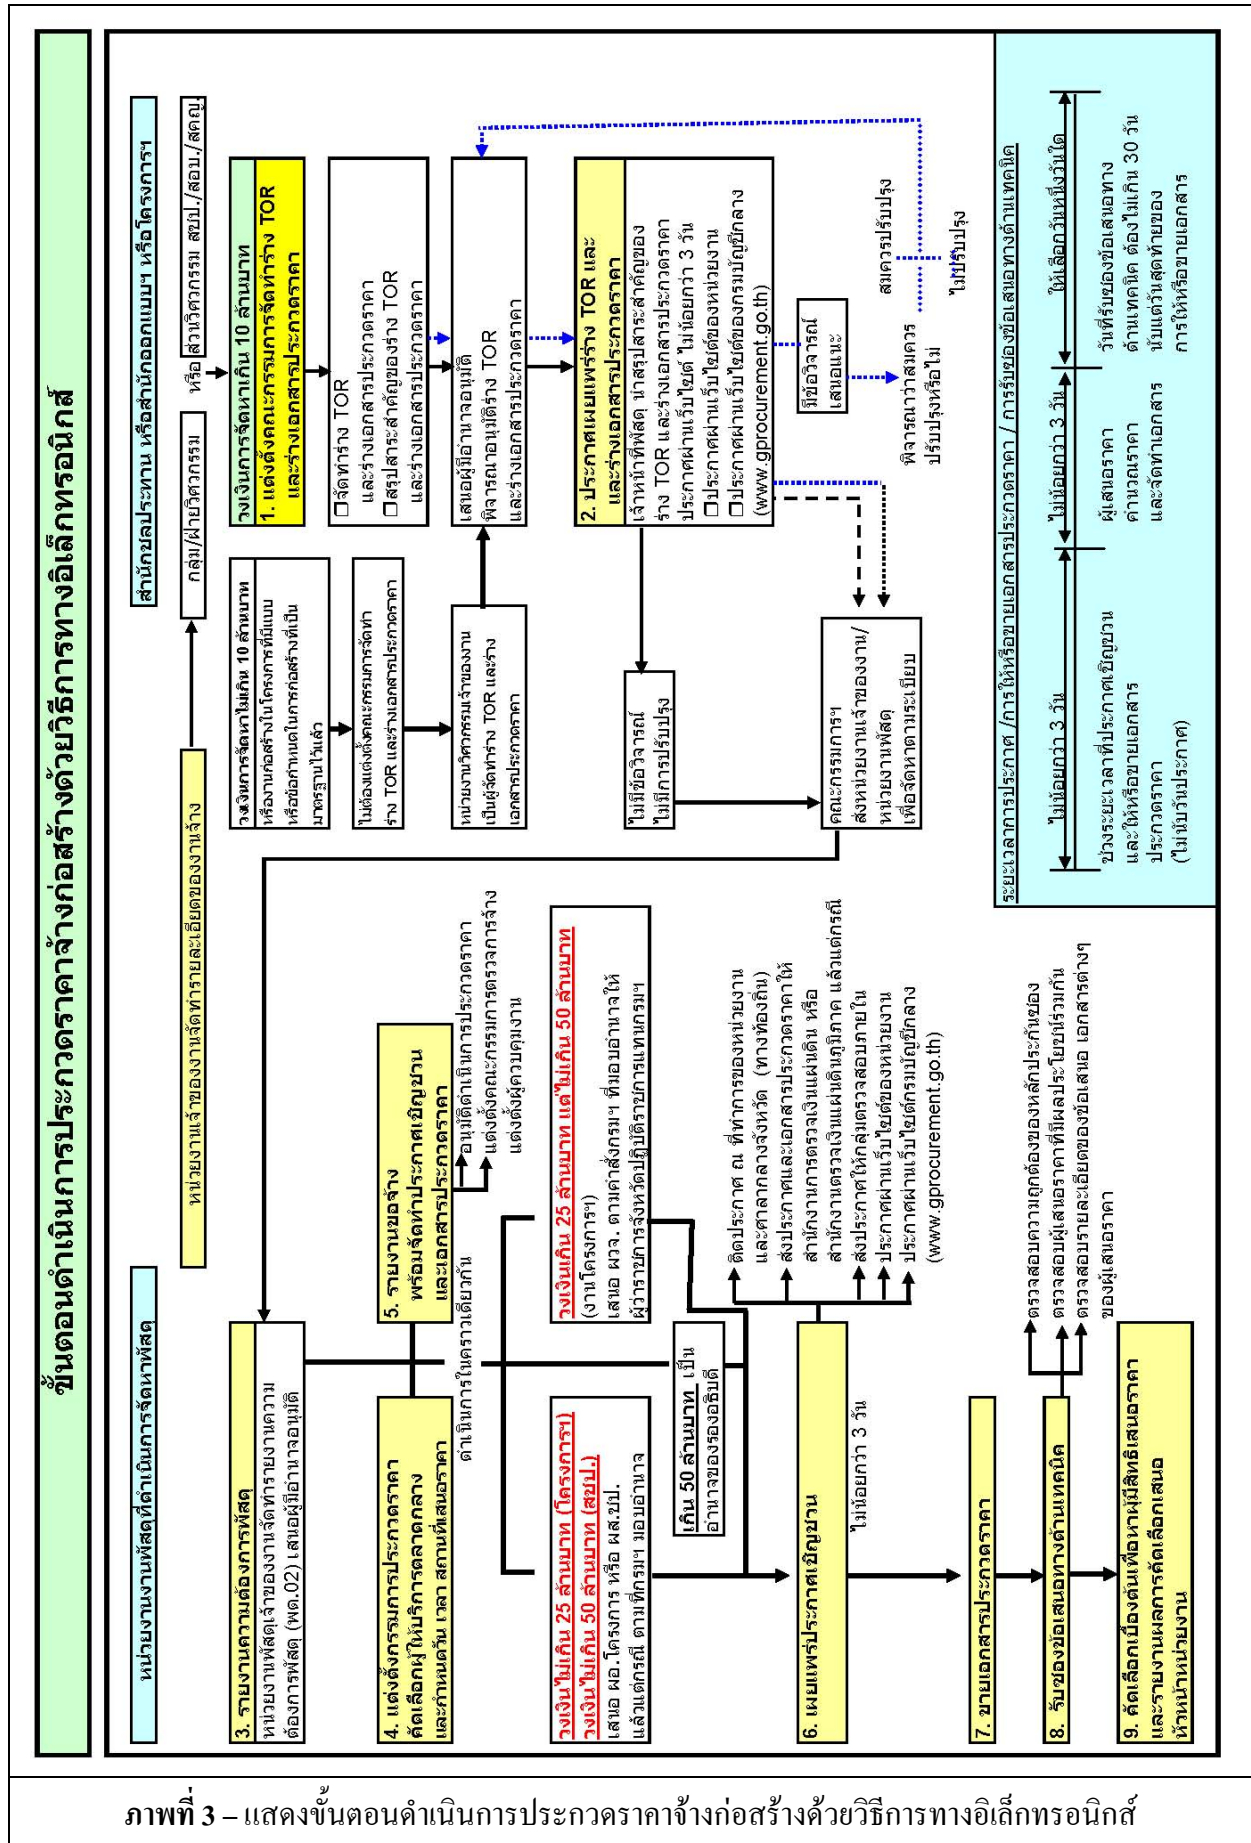 ขั้นตอนดำเนินการประกวดราคาจ้างก่อสร้างด้วยวิธีการทางอิเล็กทรอนิกส์
หน่วยงานพัสดุที่ดำเนินการจัดหาพัสดุ
หน่วยงานเจ้าของงานจัดทำรายละเอียดของงานจ้าง
สำนักชลประทาน หรือสำนักออกแบบฯ หรือโครงการฯ
กลุ่ม/ฝ่ายวิศวกรรม
หรือ
ส่วนวิศวกรรม สชป./สอบ./สคญ.
วงเงินการจัดหาไม่เกิน 10 ล้านบาท
หรืองานก่อสร้างในโครงการที่มีแบบ
หรือข้อกำหนดในการก่อสร้างที่เป็น
มาตรฐานไว้แล้ว
ไม่ต้องแต่งตั้งคณะกรรมการจัดทำ
ร่าง TOR และร่างเอกสารประกวดราคา
หน่วยงานวิศวกรรมเจ้าของงาน
เป็นผู้จัดทำร่าง TOR และร่าง
เอกสารประกวดราคา
วงเงินการจัดหาเกิน 10 ล้านบาท
1. แต่งตั้งคณะกรรมการจัดทำร่าง TOR
และร่างเอกสารประกวดราคา
❑ จัดทำร่าง TOR
และร่างเอกสารประกวดราคา
❑ สรุปสาระสำคัญของร่าง TOR
และร่างเอกสารประกวดราคา
เสนอผู้มีอำนาจอนุมัติ
พิจารณาอนุมัติร่าง TOR
และร่างเอกสารประกวดราคา
2. ประกาศเผยแพร่ร่าง TOR และ
และร่างเอกสารประกวดราคา
เจ้าหน้าที่พัสดุ นำสรุปสาระสำคัญของ
ร่าง TOR และร่างเอกสารประกวดราคา
ประกาศผ่านเว็บไซต์ ไม่น้อยกว่า 3 วัน
❑ ประกาศผ่านเว็บไซต์ของหน่วยงาน
❑ ประกาศผ่านเว็บไซต์ของกรมบัญชีกลาง
(www.gprocurement.go.th)
มีข้อวิจารณ์
เสนอแนะ
สมควรปรับปรุง
พิจารณาว่าสมควร
ปรับปรุงหรือไม่
ไม่ปรับปรุง
ไม่มีข้อวิจารณ์
ไม่มีการปรับปรุง
คณะกรรมการฯ
ส่งหน่วยงานเจ้าของงาน/
หน่วยงานพัสดุ
เพื่อจัดหาตามระเบียบ
3. รายงานความต้องการพัสดุ
หน่วยงานพัสดุเจ้าของงานจัดทำรายงานความ
ต้องการพัสดุ (พด.02) เสนอผู้มีอำนาจอนุมัติ
4. แต่งตั้งกรรมการประกวดราคา
คัดเลือกผู้ให้บริการตลาดกลาง
และกำหนดวัน เวลา สถานที่เสนอราคา
5. รายงานขอจ้าง
พร้อมจัดทำประกาศเชิญชวน
และเอกสารประกวดราคา
อนุมัติดำเนินการประกวดราคา
แต่งตั้งคณะกรรมการตรวจการจ้าง
แต่งตั้งผู้ควบคุมงาน
ดำเนินการในคราวเดียวกัน
วงเงินไม่เกิน 25 ล้านบาท (โครงการฯ)
วงเงินไม่เกิน 50 ล้านบาท (สชป.)
เสนอ ผอ.โครงการ หรือ ผส.ชป.
แล้วแต่กรณี ตามที่กรมฯ มอบอำนาจ
วงเงินเกิน 25 ล้านบาท แต่ไม่เกิน 50 ล้านบาท
(งานโครงการฯ)
เสนอ ผวจ. ตามคำสั่งกรมฯ ที่มอบอำนาจให้
ผู้ว่าราชการจังหวัดปฏิบัติราชการแทนกรมฯ
เกิน 50 ล้านบาท เป็น
อำนาจของรองอธิบดี
6. เผยแพร่ประกาศเชิญชวน
ไม่น้อยกว่า 3 วัน
ติดประกาศ ณ ที่ทำการของหน่วยงาน
และศาลากลางจังหวัด (ทางท้องถิ่น)
ส่งประกาศและเอกสารประกวดราคาให้
สำนักงานการตรวจเงินแผ่นดิน หรือ
สำนักงานตรวจเงินแผ่นดินภูมิภาค แล้วแต่กรณี
ส่งประกาศให้กลุ่มตรวจสอบภายใน
ประกาศผ่านเว็บไซต์ของหน่วยงาน
ประกาศผ่านเว็บไซต์กรมบัญชีกลาง
(www.gprocurement.go.th)
7. ขายเอกสารประกวดราคา
8. รับซองข้อเสนอทางด้านเทคนิค
ตรวจสอบความถูกต้องของหลักประกันซอง
ตรวจสอบผู้เสนอราคาที่มีผลประโยชน์ร่วมกัน
ตรวจสอบรายละเอียดของข้อเสนอ เอกสารต่างๆ
ของผู้เสนอราคา
9. คัดเลือกเบื้องต้นเพื่อหาผู้มีสิทธิเสนอราคา
และรายงานผลการคัดเลือกเสนอ
หัวหน้าหน่วยงาน
ระยะเวลาการประกาศ /การให้หรือขายเอกสารประกวดราคา / การรับซองข้อเสนอทางด้านเทคนิค
ไม่น้อยกว่า 3 วัน
ไม่น้อยกว่า 3 วัน
ให้เลือกวันหนึ่งวันใด
ช่วงระยะเวลาที่ประกาศเชิญชวน
และให้หรือขายเอกสาร
ประกวดราคา
(ไม่นับวันประกาศ)
ผู้เสนอราคา
คำนวณราคา
และจัดทำเอกสาร
วันที่รับซองข้อเสนอทาง
ด้านเทคนิค ต้องไม่เกิน 30 วัน
นับแต่วันสุดท้ายของ
การให้หรือขายเอกสาร
ภาพที่ 3 – แสดงขั้นตอนดำเนินการประกวดราคาจ้างก่อสร้างด้วยวิธีการทางอิเล็กทรอนิกส์